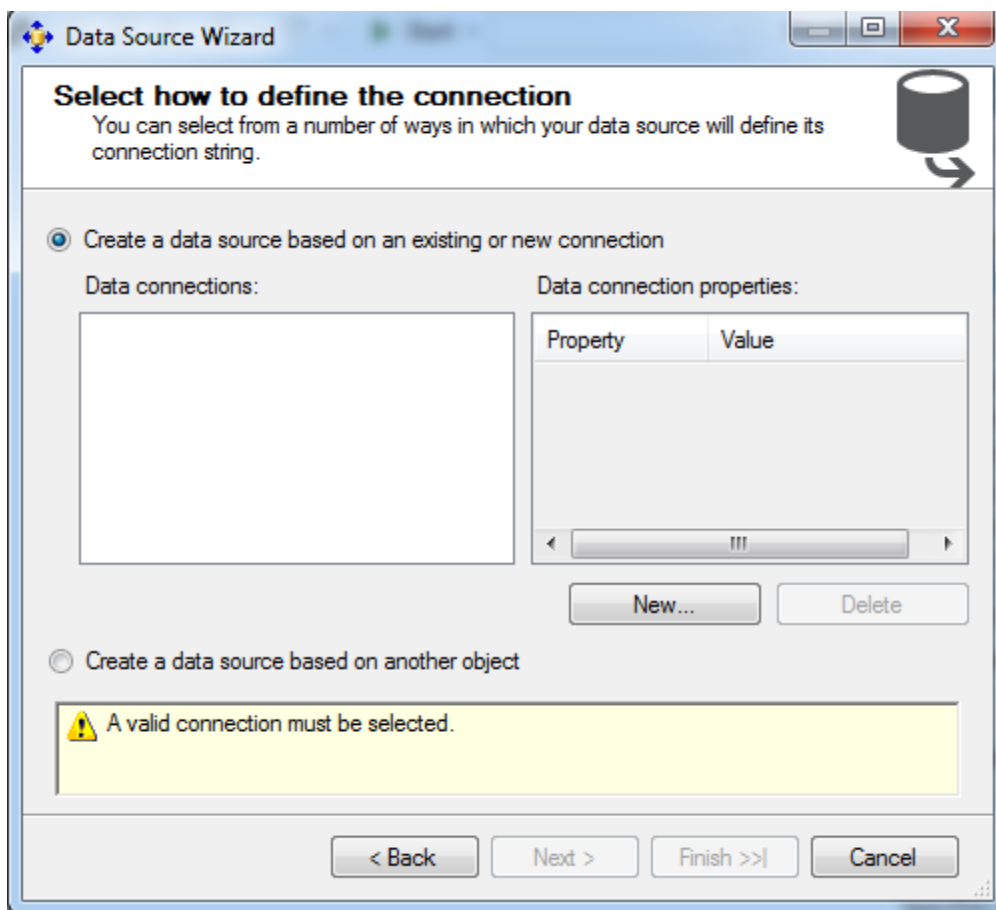 Data Source Wizard
Start
Select how to define the connection
You can select from a number of ways in which your data source will define its
connection string.
Create a data source based on an existing or new connection
Data connections:
Data connection properties:
Property Value
New... Delete
Create a data source based on another object
A valid connection must be selected.
< Back Next > Finish >>| Cancel